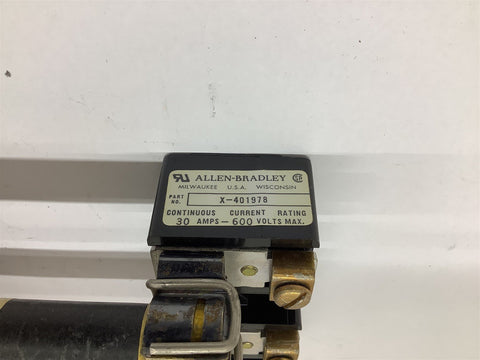 ALLEN-BRADLEY
MILWAUKEE U.S.A. WISCONSIN
PART NO. X-401978
CONTINUOUS CURRENT RATING
30 AMPS-600 VOLTS MAX.